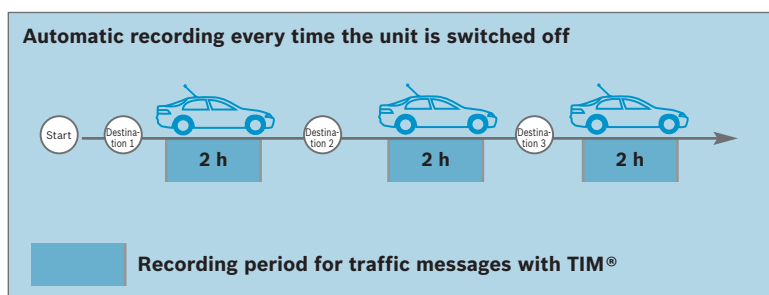 Automatic recording every time the unit is switched off
Start
Destina-
tion 1
Destina-
tion 2
Destina-
tion 3
2 h
2 h
2 h
Recording period for traffic messages with TIM®